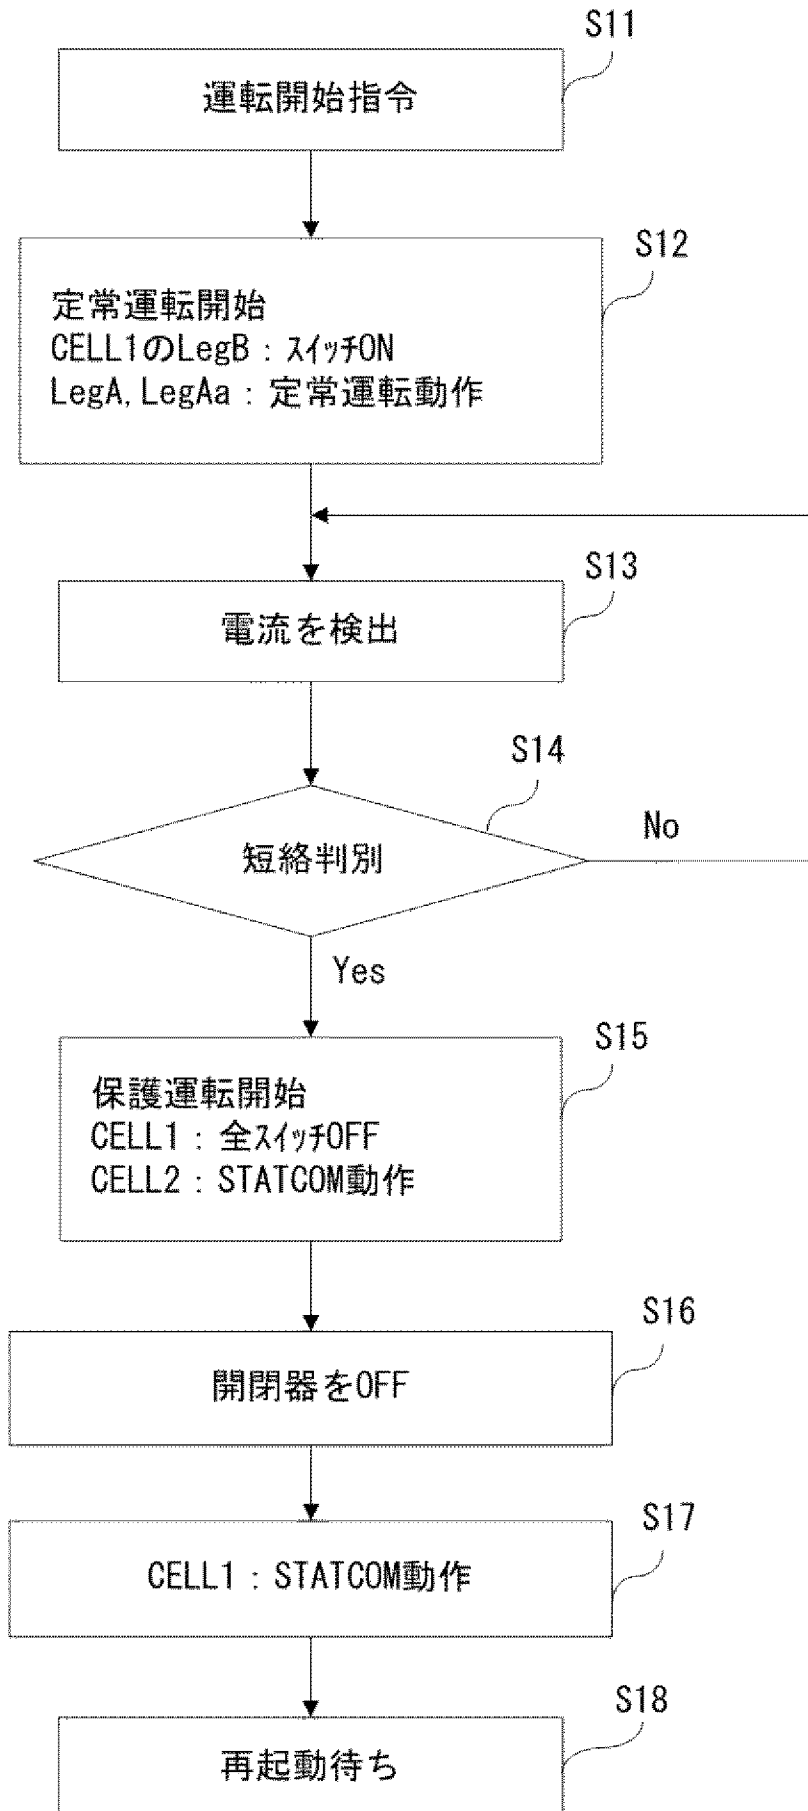 S11
運転開始指令
S12
定常運転開始
CELL1のLegB：ｽｲｯﾁON
LegA, LegAa：定常運転動作
S13
電流を検出
S14
短絡判別
No
Yes
S15
保護運転開始
CELL1：全ｽｲｯﾁOFF
CELL2：STATCOM動作
S16
開閉器をOFF
S17
CELL1：STATCOM動作
S18
再起動待ち